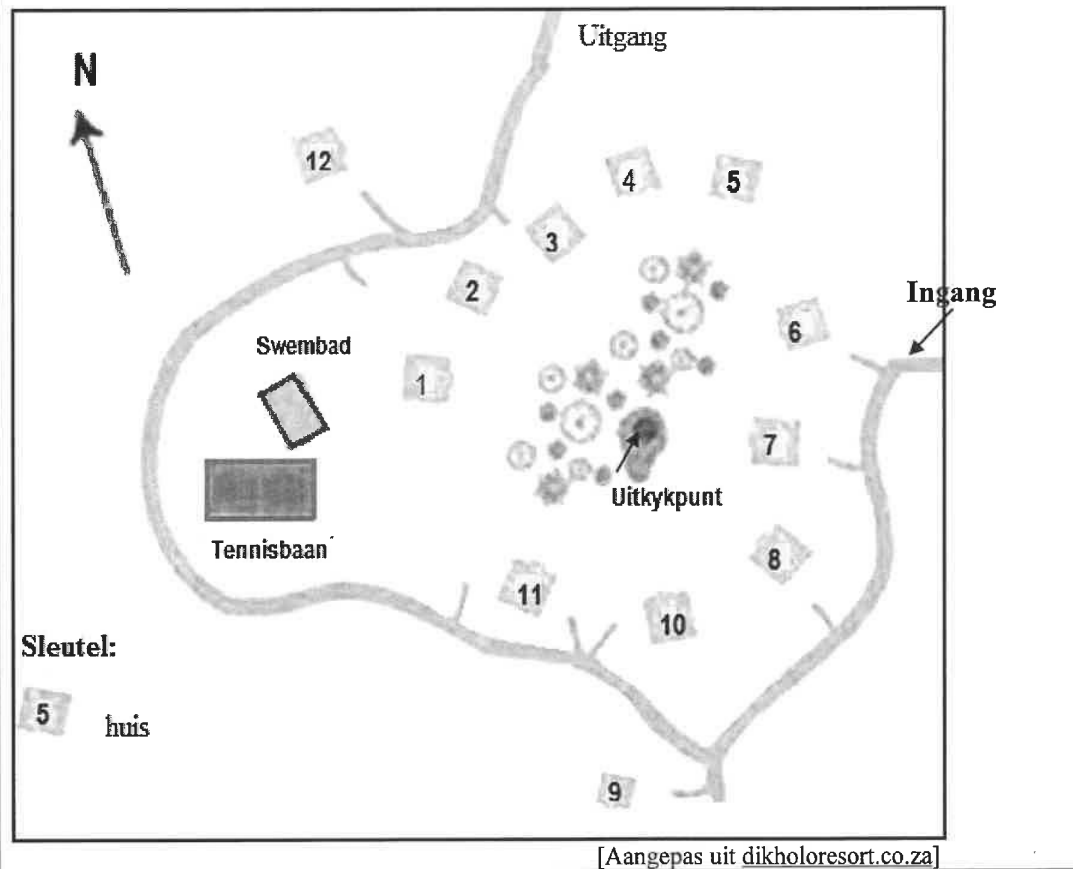 Uitgang
N
12
4
5
3
2
Ingang
6
Swembad
1
7
Uitkykpunt
Tennisbaan
8
11
10
Sleutel:
5
huis
9
[Aangepas uit dikholoresort.co.za]